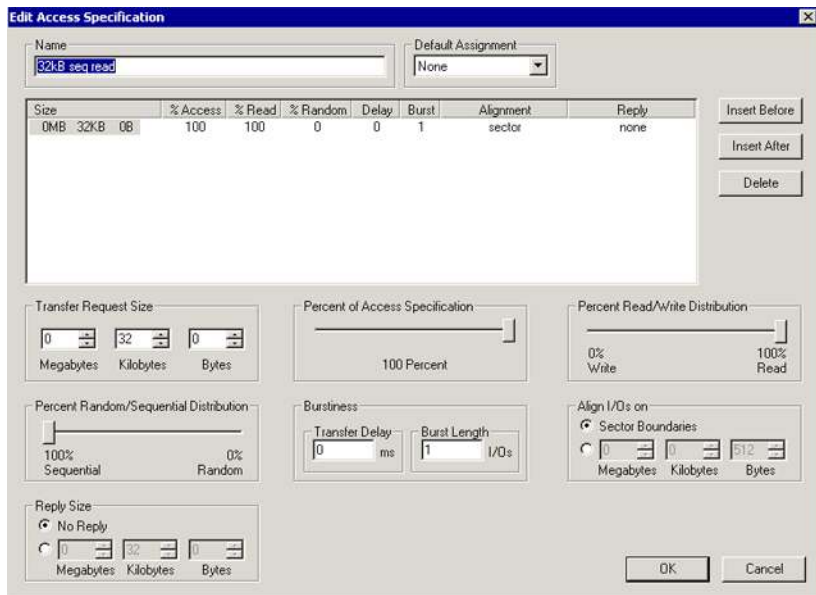 Edit Access Specification
Name
32kB seq read
Default Assignment
None
Size % Access % Read % Random Delay Burst Alignment Reply
0MB 32KB 0B 100 100 0 0 1 sector none
Insert Before
Insert After
Delete
Transfer Request Size
0 32 0
Megabytes Kilobytes Bytes
Percent of Access Specification
100 Percent
Percent Read/Write Distribution
0% 100%
Write Read
Percent Random/Sequential Distribution
100% 0%
Sequential Random
Burstiness
Transfer Delay
0 ms
Burst Length
1 I/Os
Align I/Os on
Sector Boundaries
0 0 512
Megabytes Kilobytes Bytes
Reply Size
No Reply
0 32 0
Megabytes Kilobytes Bytes
OK Cancel